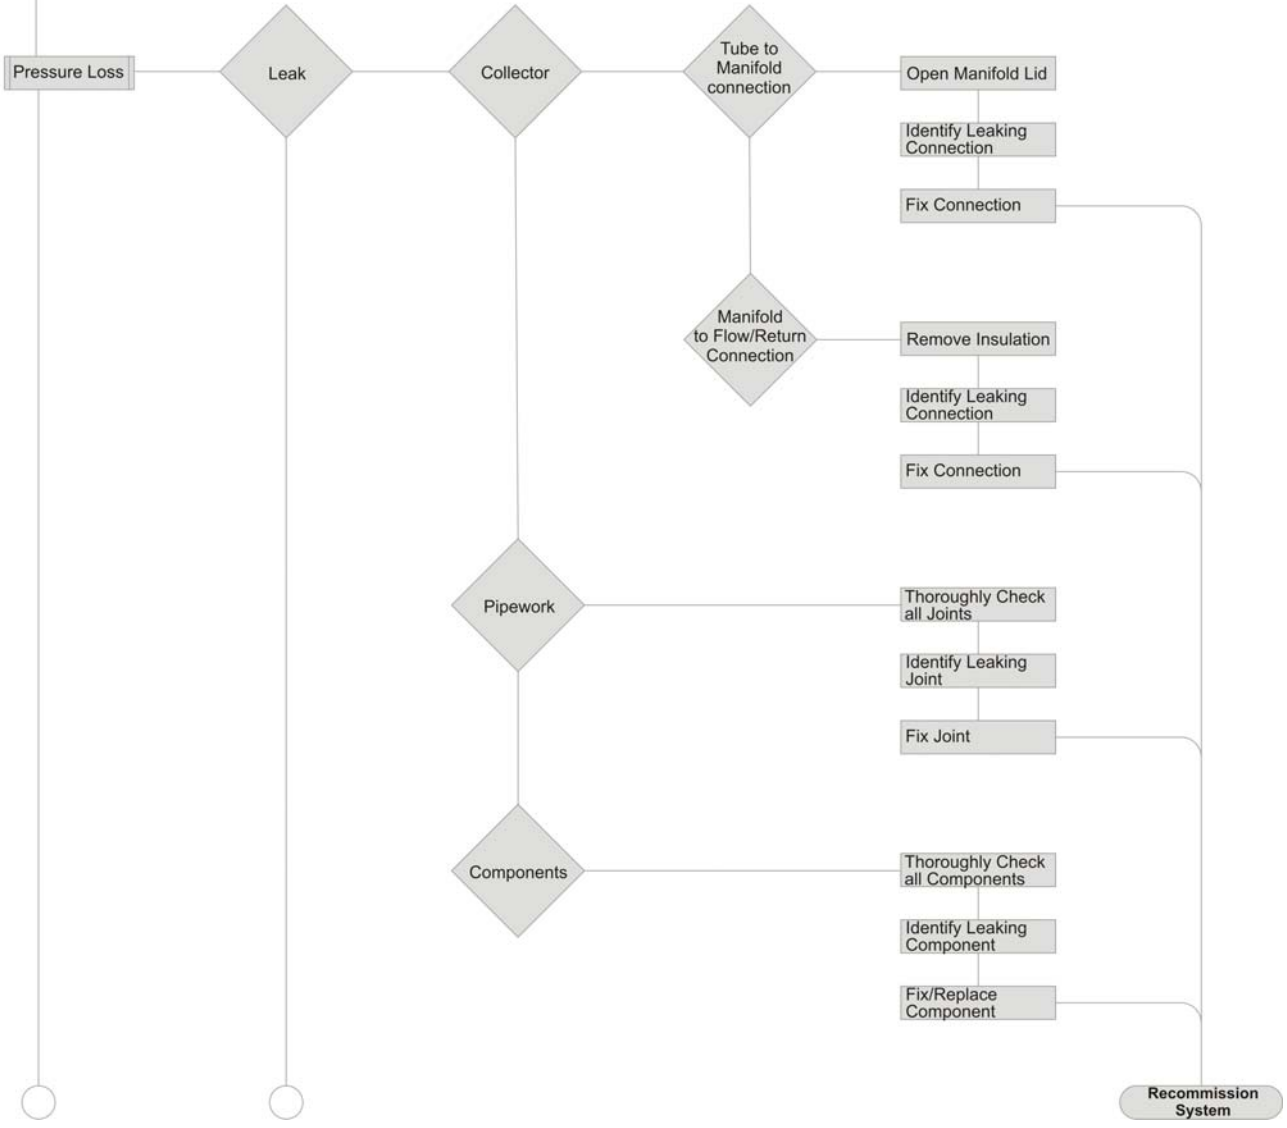 Pressure Loss
Leak
Collector
Tube to
Manifold
connection
Open Manifold Lid
Identify Leaking
Connection
Fix Connection
Manifold
to Flow/Return
Connection
Remove Insulation
Identify Leaking
Connection
Fix Connection
Pipework
Thoroughly Check
all Joints
Identify Leaking
Joint
Fix Joint
Components
Thoroughly Check
all Components
Identify Leaking
Component
Fix/Replace
Component
Recommission
System